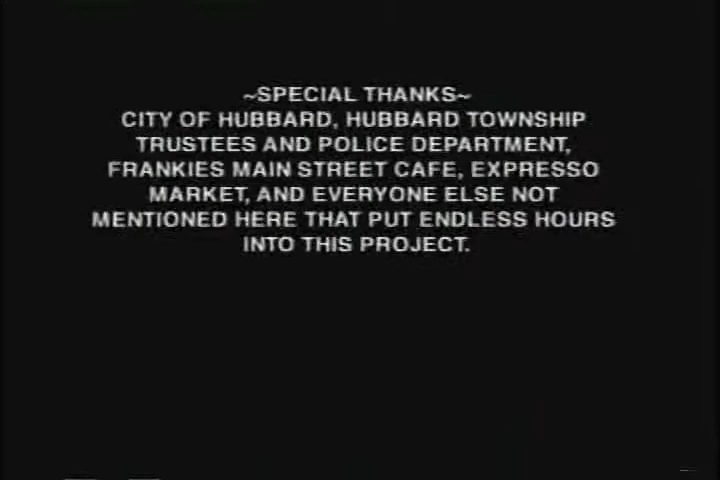 ~SPECIAL THANKS~
CITY OF HUBBARD, HUBBARD TOWNSHIP
TRUSTEES AND POLICE DEPARTMENT,
FRANKIES MAIN STREET CAFE, EXPRESSO
MARKET, AND EVERYONE ELSE NOT
MENTIONED HERE THAT PUT ENDLESS HOURS
INTO THIS PROJECT.